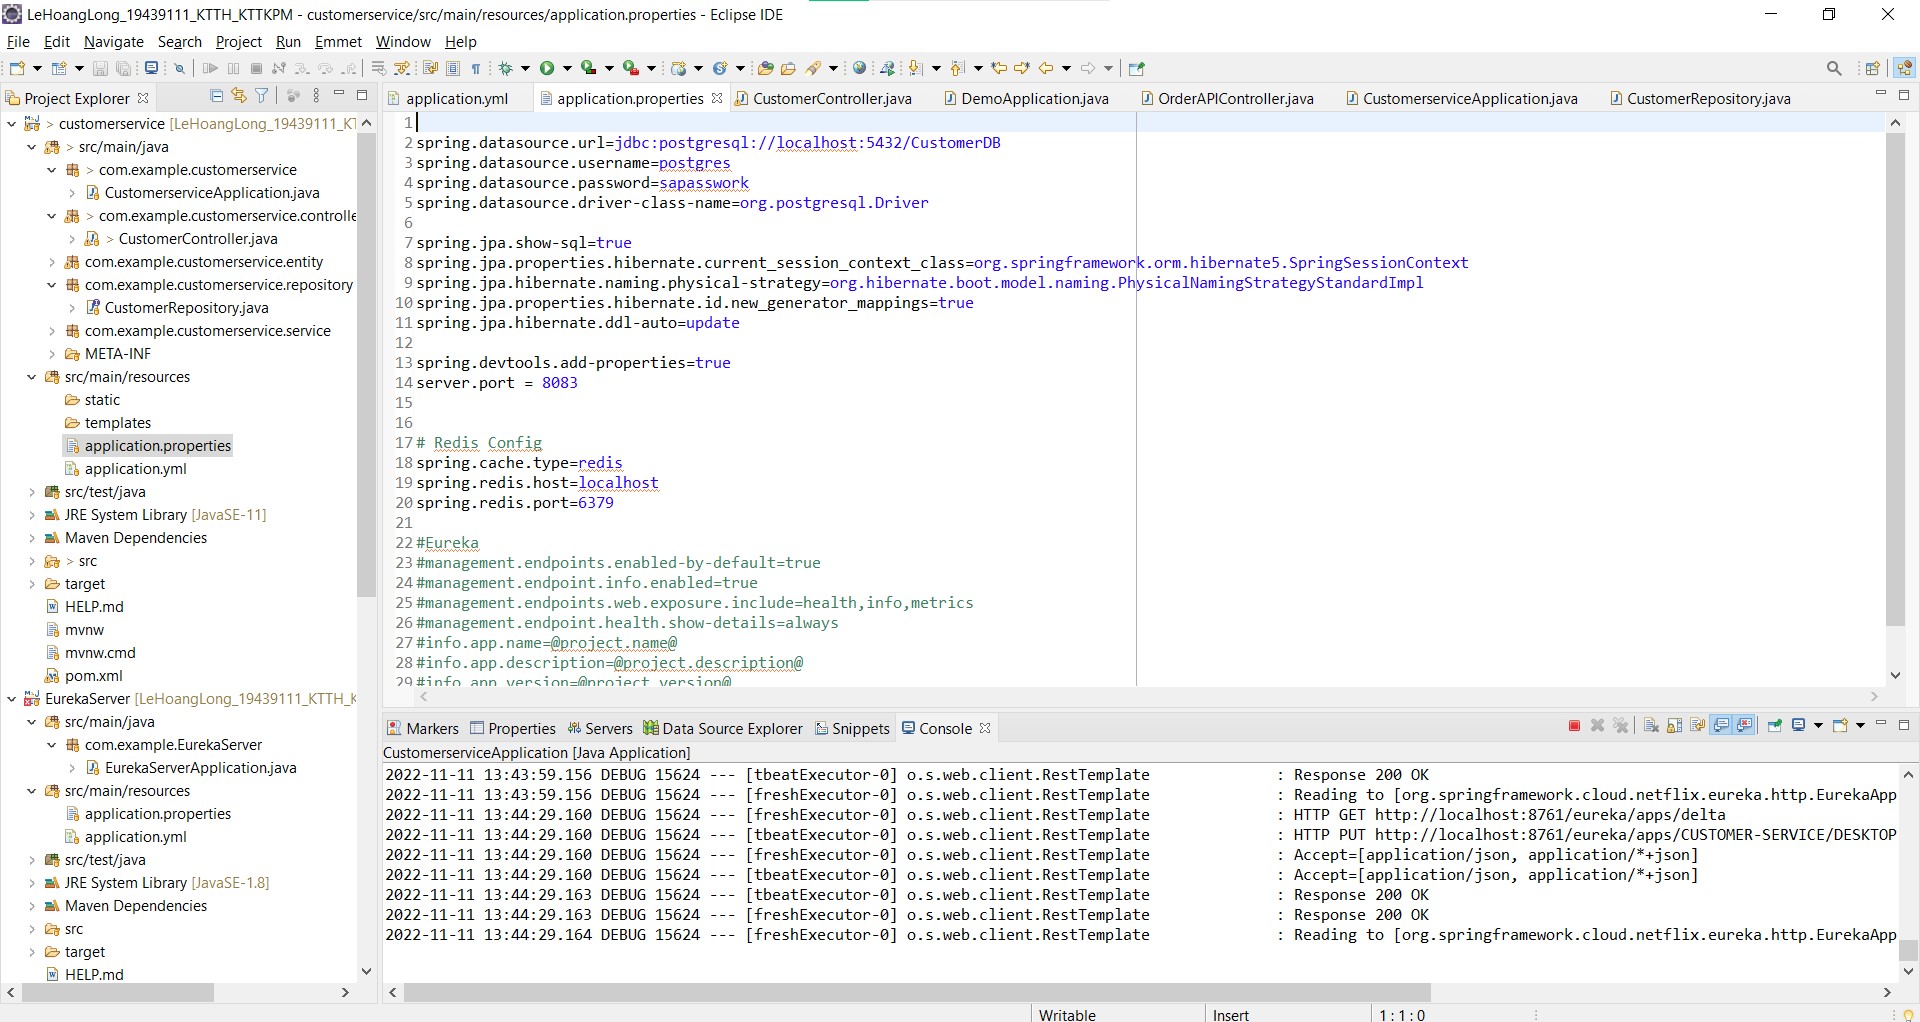 LeHoangLong_19439111_KTTH_KTTKPM - customerservice/src/main/resources/application.properties - Eclipse IDE
File Edit Navigate Search Project Run Emmet Window Help
Project Explorer
> customerservice [LeHoangLong_19439111_KT
> src/main/java
> com.example.customerservice
CustomerserviceApplication.java
> com.example.customerservice.controlle
> CustomerController.java
com.example.customerservice.entity
com.example.customerservice.repository
CustomerRepository.java
com.example.customerservice.service
META-INF
src/main/resources
static
templates
application.properties
application.yml
src/test/java
JRE System Library [JavaSE-11]
Maven Dependencies
> src
target
HELP.md
mvnw
mvnw.cmd
pom.xml
EurekaServer [LeHoangLong_19439111_KTTH_K
src/main/java
com.example.EurekaServer
EurekaServerApplication.java
src/main/resources
application.properties
application.yml
src/test/java
JRE System Library [JavaSE-1.8]
Maven Dependencies
src
target
HELP.md
application.yml application.properties CustomerController.java DemoApplication.java OrderAPIController.java CustomerserviceApplication.java CustomerRepository.java
1
2 spring.datasource.url=jdbc:postgresql://localhost:5432/CustomerDB
3 spring.datasource.username=postgres
4 spring.datasource.password=sapasswork
5 spring.datasource.driver-class-name=org.postgresql.Driver
6
7 spring.jpa.show-sql=true
8 spring.jpa.properties.hibernate.current_session_context_class=org.springframework.orm.hibernate5.SpringSessionContext
9 spring.jpa.hibernate.naming.physical-strategy=org.hibernate.boot.model.naming.PhysicalNamingStrategyStandardImpl
10 spring.jpa.properties.hibernate.id.new_generator_mappings=true
11 spring.jpa.hibernate.ddl-auto=update
12
13 spring.devtools.add-properties=true
14 server.port = 8083
15
16
17 # Redis Config
18 spring.cache.type=redis
19 spring.redis.host=localhost
20 spring.redis.port=6379
21
22 #Eureka
23 #management.endpoints.enabled-by-default=true
24 #management.endpoint.info.enabled=true
25 #management.endpoints.web.exposure.include=health,info,metrics
26 #management.endpoint.health.show-details=always
27 #info.app.name=@project.name@
28 #info.app.description=@project.description@
29 #info.app.version=@project.version@
Markers Properties Servers Data Source Explorer Snippets Console
CustomerserviceApplication [Java Application]
2022-11-11 13:43:59.156 DEBUG 15624 --- [tbeatExecutor-0] o.s.web.client.RestTemplate : Response 200 OK
2022-11-11 13:43:59.156 DEBUG 15624 --- [freshExecutor-0] o.s.web.client.RestTemplate : Reading to [org.springframework.cloud.netflix.eureka.http.EurekaApp
2022-11-11 13:44:29.160 DEBUG 15624 --- [freshExecutor-0] o.s.web.client.RestTemplate : HTTP GET http://localhost:8761/eureka/apps/delta
2022-11-11 13:44:29.160 DEBUG 15624 --- [tbeatExecutor-0] o.s.web.client.RestTemplate : HTTP PUT http://localhost:8761/eureka/apps/CUSTOMER-SERVICE/DESKTOP
2022-11-11 13:44:29.160 DEBUG 15624 --- [freshExecutor-0] o.s.web.client.RestTemplate : Accept=[application/json, application/*+json]
2022-11-11 13:44:29.160 DEBUG 15624 --- [tbeatExecutor-0] o.s.web.client.RestTemplate : Accept=[application/json, application/*+json]
2022-11-11 13:44:29.163 DEBUG 15624 --- [tbeatExecutor-0] o.s.web.client.RestTemplate : Response 200 OK
2022-11-11 13:44:29.163 DEBUG 15624 --- [freshExecutor-0] o.s.web.client.RestTemplate : Response 200 OK
2022-11-11 13:44:29.164 DEBUG 15624 --- [freshExecutor-0] o.s.web.client.RestTemplate : Reading to [org.springframework.cloud.netflix.eureka.http.EurekaApp
Writable Insert 1 : 1 : 0